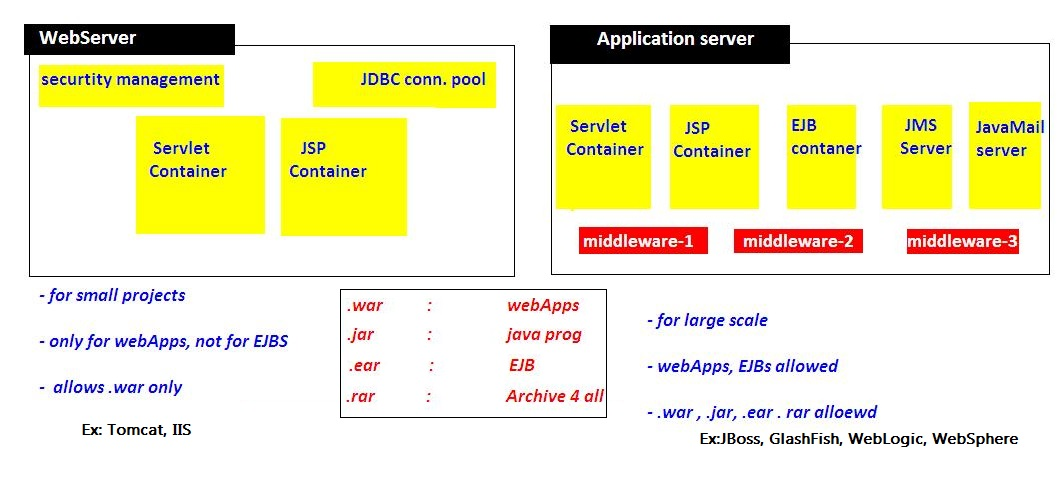 WebServer
securtity management
JDBC conn. pool
Servlet
Container
JSP
Container
- for small projects
- only for webApps, not for EJBS
- allows .war only
Ex: Tomcat, IIS
.war : webApps
.jar : java prog
.ear : EJB
.rar : Archive 4 all
Application server
Servlet
Container
JSP
Container
EJB
contaner
JMS
Server
JavaMail
server
middleware-1
middleware-2
middleware-3
- for large scale
- webApps, EJBs allowed
- .war , .jar, .ear . rar alloewd
Ex:JBoss, GlashFish, WebLogic, WebSphere